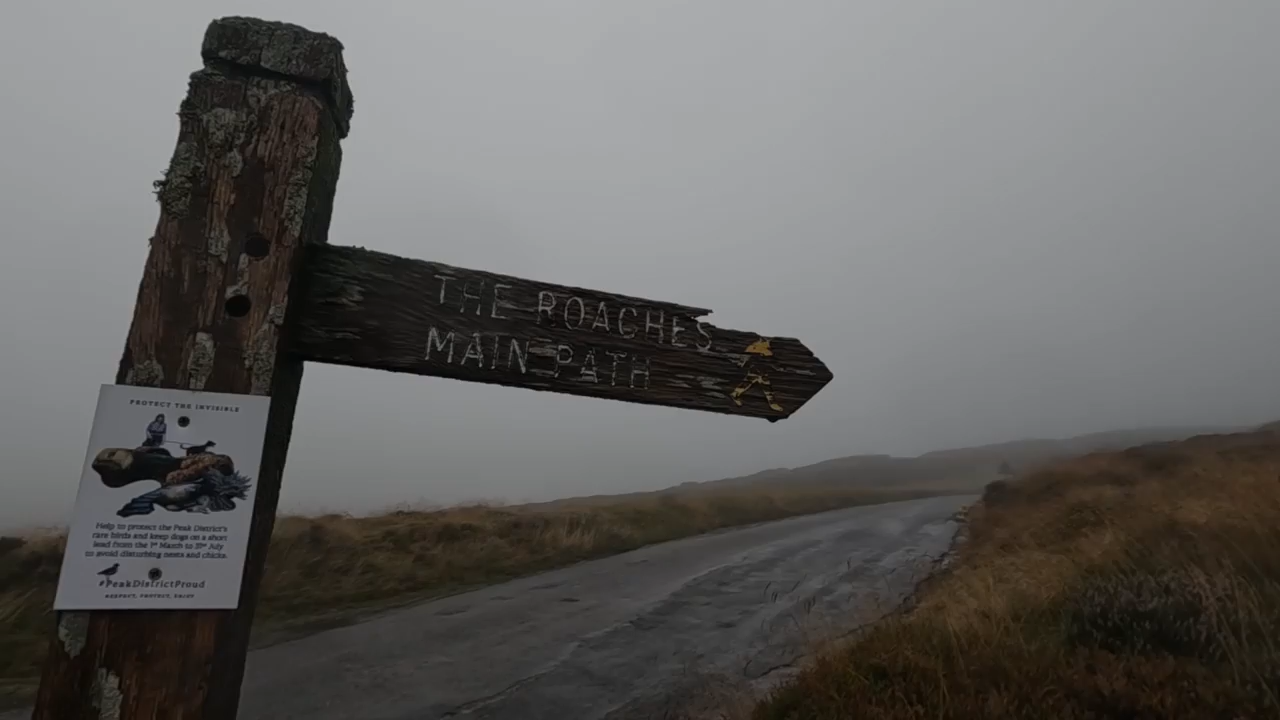 THE ROACHES
MAIN PATH
PROTECT THE INVISIBLE
Help to protect the Peak District's
rare birds and keep dogs on a short
lead from the 1st March to 31st July
to avoid disturbing nests and chicks.
#PeakDistrictProud
RESPECT. PROTECT. ENJOY